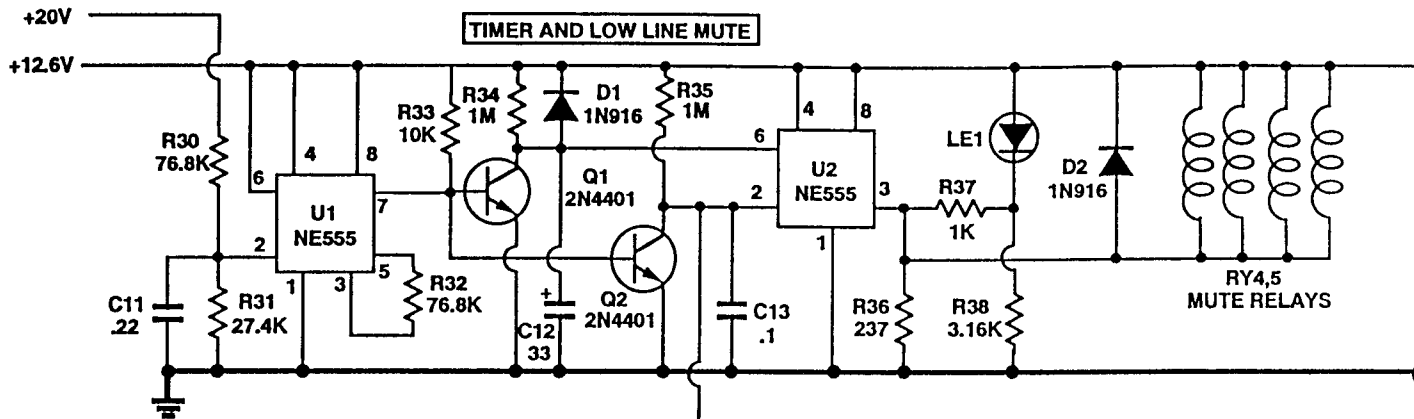 +20V
TIMER AND LOW LINE MUTE
+12.6V
R30
76.8K
4
8
6
U1
NE555
7
2
1
3
5
R31
27.4K
C11
.22
R32
76.8K
R33
10K
R34
1M
D1
1N916
R35
1M
Q1
2N4401
Q2
2N4401
+
C12
33
C13
.1
4
8
6
U2
NE555
2
3
1
LE1
R37
1K
D2
1N916
R36
237
R38
3.16K
RY4,5
MUTE RELAYS